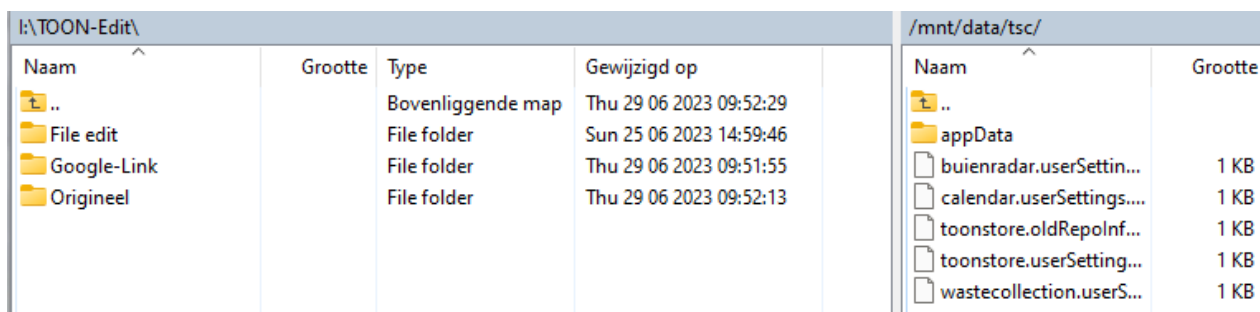 I:\TOON-Edit\
Naam Grootte Type Gewijzigd op
.. Bovenliggende map Thu 29 06 2023 09:52:29
File edit File folder Sun 25 06 2023 14:59:46
Google-Link File folder Thu 29 06 2023 09:51:55
Origineel File folder Thu 29 06 2023 09:52:13
/mnt/data/tsc/
Naam Grootte
..
appData
buienradar.userSettin... 1 KB
calendar.userSettings.... 1 KB
toonstore.oldRepoInf... 1 KB
toonstore.userSetting... 1 KB
wastecollection.userS... 1 KB